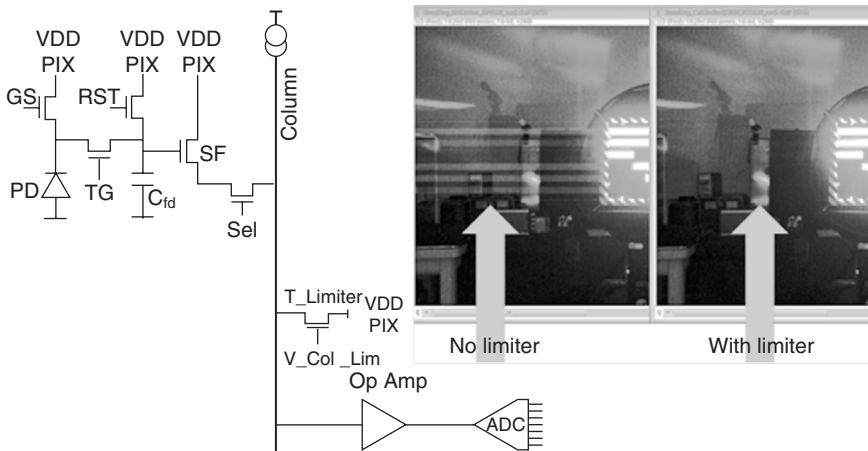 VDD
PIX
VDD
PIX
VDD
PIX
GS
RST
SF
PD
TG
Cfd
Sel
Column
T_Limiter
VDD
PIX
V_Col _Lim
Op Amp
ADC
No limiter
With limiter